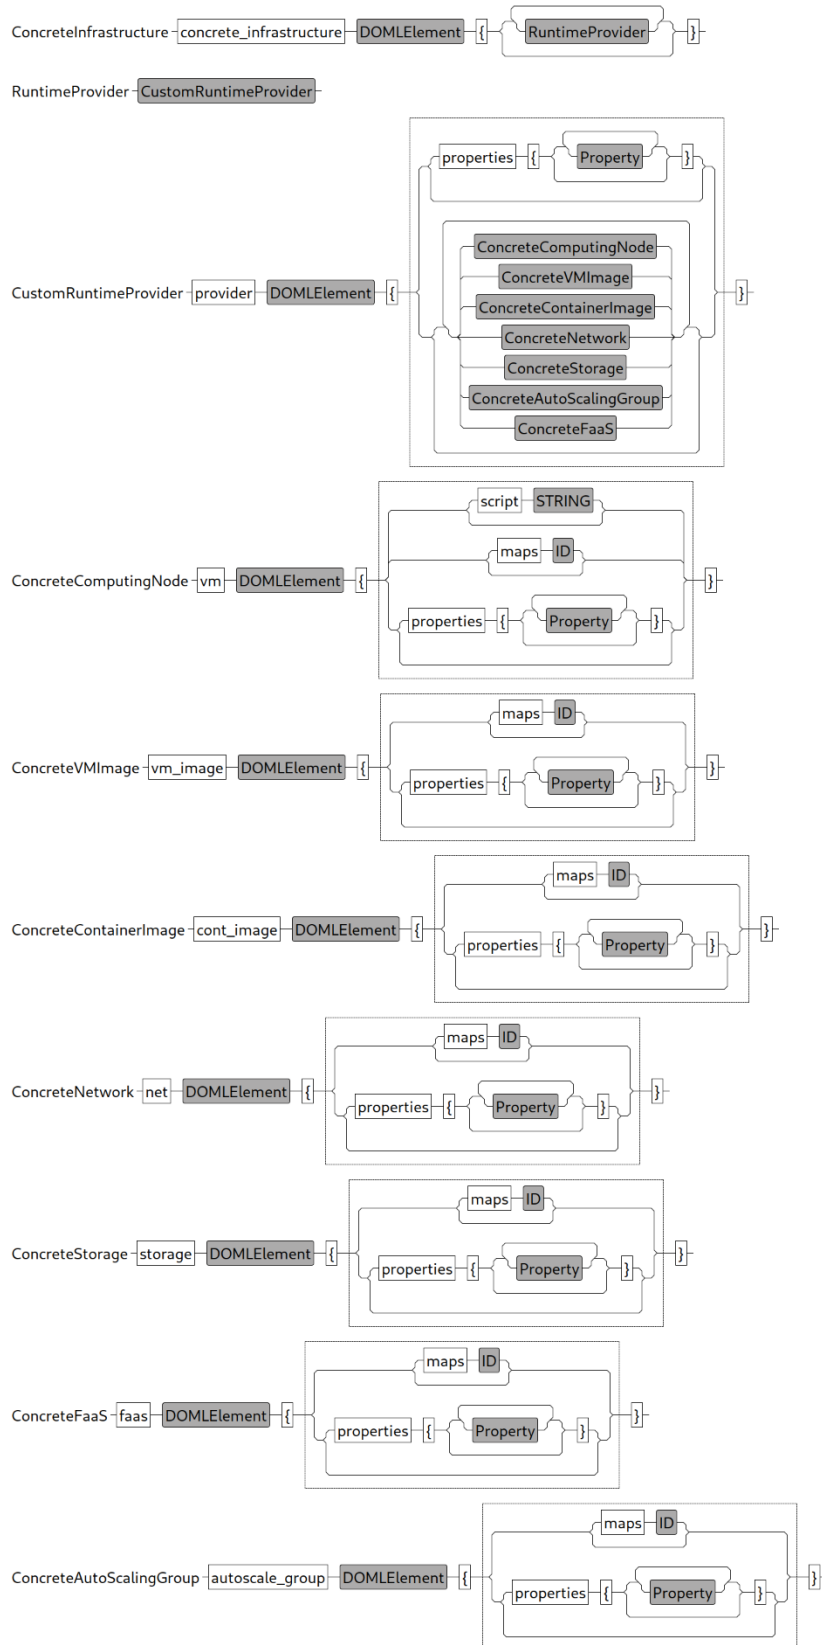 ConcreteInfrastructure concrete_infrastructure DOMLElement { RuntimeProvider }
RuntimeProvider CustomRuntimeProvider
properties { Property }
ConcreteComputingNode
ConcreteVMImage
CustomRuntimeProvider provider DOMLElement { ConcreteContainerImage }
ConcreteNetwork
ConcreteStorage
ConcreteAutoScalingGroup
ConcreteFaaS
script STRING
maps ID
ConcreteComputingNode vm DOMLElement { }
properties { Property }
maps ID
ConcreteVMImage vm_image DOMLElement { }
properties { Property }
maps ID
ConcreteContainerImage cont_image DOMLElement { }
properties { Property }
maps ID
ConcreteNetwork net DOMLElement { }
properties { Property }
maps ID
ConcreteStorage storage DOMLElement { }
properties { Property }
maps ID
ConcreteFaaS faas DOMLElement { }
properties { Property }
maps ID
ConcreteAutoScalingGroup autoscale_group DOMLElement { }
properties { Property }